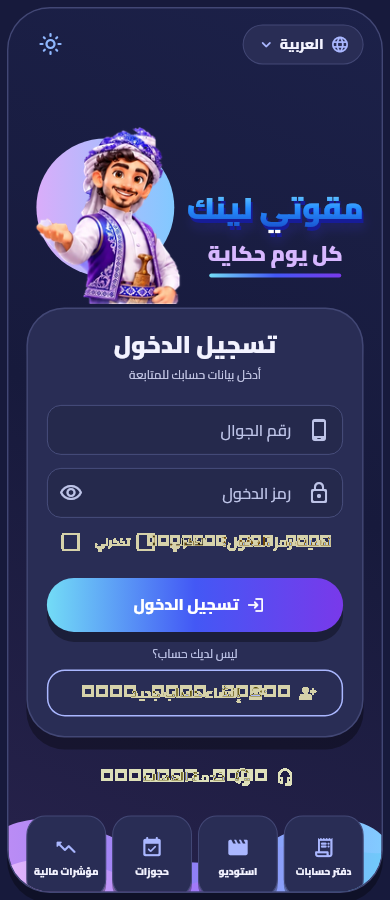 العربية
مقوتي لينك
كل يوم حكاية
تسجيل الدخول
أدخل بيانات حسابك للمتابعة
رقم الجوال
رمز الدخول
تذكرني
تسجيل الدخول
ليس لديك حساب؟
دفتر حسابات
استوديو
حجوزات
مؤشرات مالية